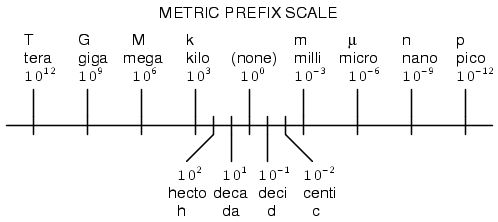 METRIC PREFIX SCALE
T G M k m µ n p
tera giga mega kilo (none) milli micro nano pico
10¹² 10⁹ 10⁶ 10³ 10⁰ 10⁻³ 10⁻⁶ 10⁻⁹ 10⁻¹²
10² 10¹ 10⁻¹ 10⁻²
hecto deca deci centi
h da d c